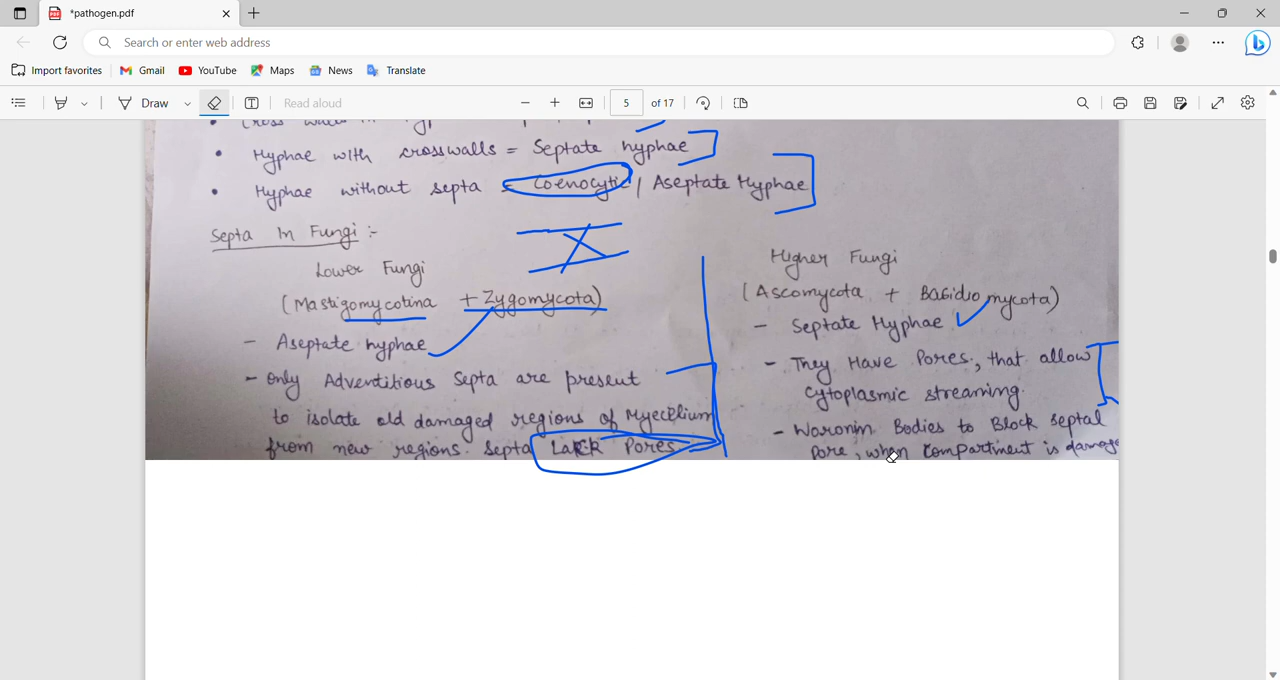 *pathogen.pdf
Search or enter web address
Import favorites Gmail YouTube Maps News Translate
Draw Read aloud 5 of 17
Hyphae with crosswalls = Septate hyphae
Hyphae without septa = Coenocytic / Aseptate Hyphae
Septa In Fungi :-
Lower Fungi
(Mastigomycotina + Zygomycota)
- Aseptate hyphae
- Only Adventitious Septa are present
to isolate old damaged regions of Myecelium
from new regions. Septa Lack Pores
Higher Fungi
(Ascomycota + Basidiomycota)
- Septate Hyphae
- They Have Pores, that allow
cytoplasmic streaming.
- Woronin Bodies to Block septal
pore, when compartment is damage